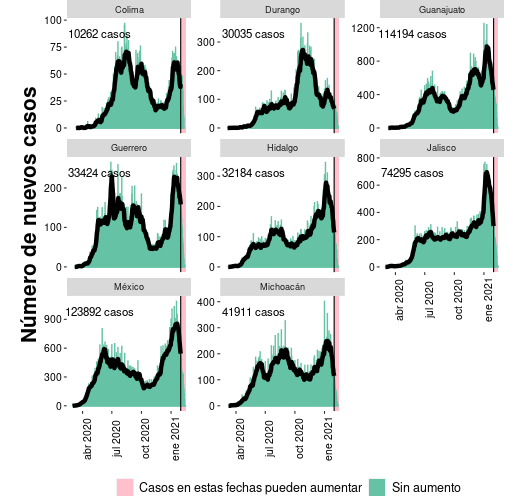 Número de nuevos casos
Colima
Durango
Guanajuato
100
75
50
25
0
10262 casos
300
200
100
0
30035 casos
1200
800
400
0
114194 casos
Guerrero
Hidalgo
Jalisco
200
100
0
33424 casos
300
200
100
0
32184 casos
800
600
400
200
0
74295 casos
abr 2020
jul 2020
oct 2020
ene 2021
México
Michoacán
900
600
300
0
123892 casos
400
300
200
100
0
41911 casos
abr 2020
jul 2020
oct 2020
ene 2021
abr 2020
jul 2020
oct 2020
ene 2021
Casos en estas fechas pueden aumentar
Sin aumento